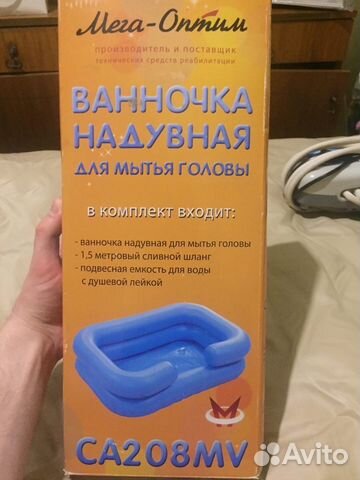 Мега-Оптим
производитель и поставщик
технических средств реабилитации
ВАННОЧКА
НАДУВНАЯ
ДЛЯ МЫТЬЯ ГОЛОВЫ
в комплект входит:
- ванночка надувная для мытья головы
- 1,5 метровый сливной шланг
- подвесная емкость для воды
с душевой лейкой
CA208MV
Avito